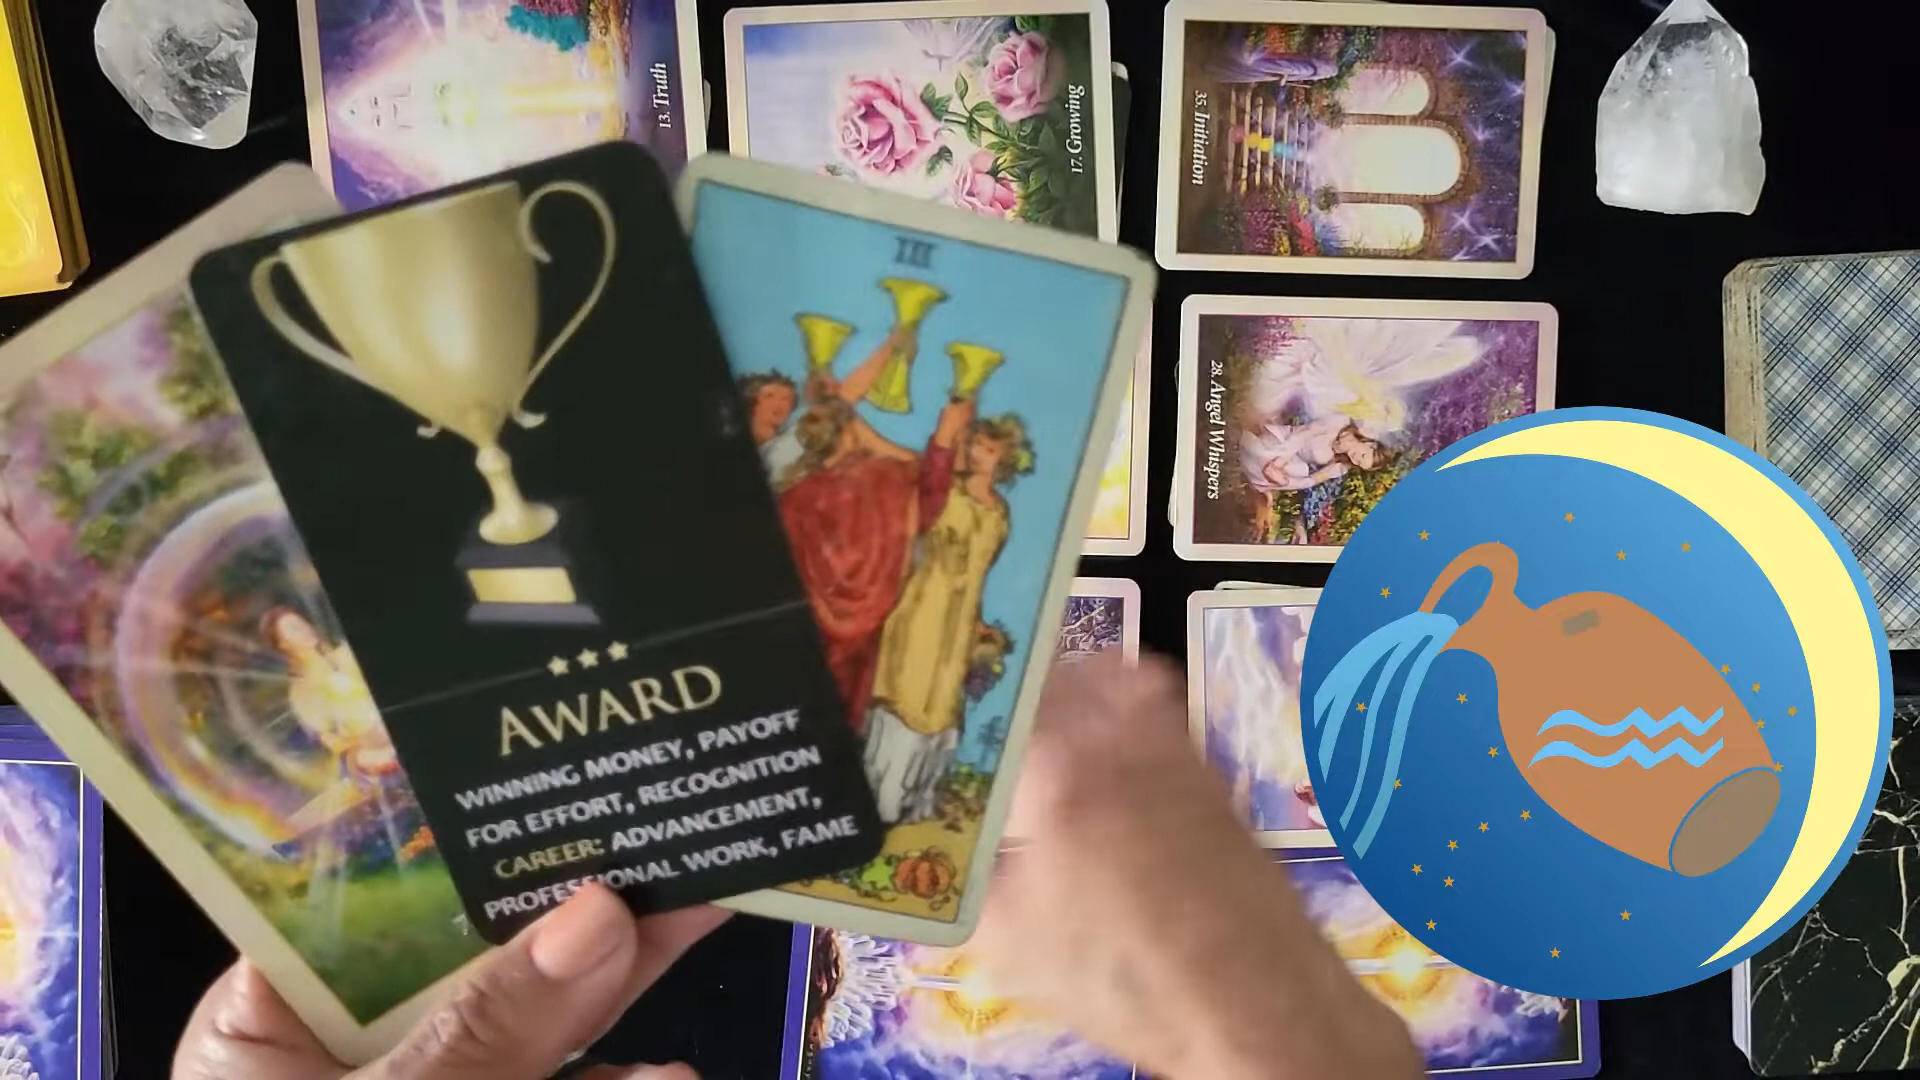 13. Truth
17. Growing
35. Initiation
III
28. Angel Whispers
AWARD
WINNING MONEY, PAYOFF
FOR EFFORT, RECOGNITION
CAREER: ADVANCEMENT,
PROFESSIONAL WORK, FAME